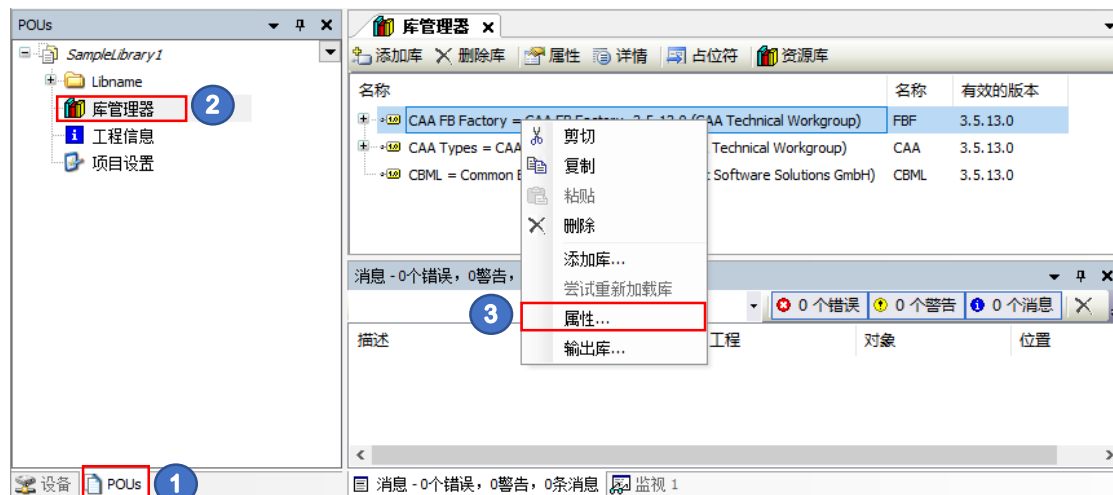 POUs
SampleLibrary1
Libname
库管理器
2
工程信息
项目设置
设备
POUs
1
库管理器
添加库 删除库 属性 详情 占位符 资源库
名称 名称 有效的版本
CAA FB Factory = CAA FB Factory, 3.5.13.0 (CAA Technical Workgroup) FBF 3.5.13.0
CAA Types = CAA Technical Workgroup) CAA 3.5.13.0
CBML = Common Software Solutions GmbH) CBML 3.5.13.0
剪切
复制
粘贴
删除
添加库...
尝试重新加载库
3
属性...
输出库...
消息 - 0个错误，0警告，
0 个错误 0 个警告 0 个消息
描述 工程 对象 位置
消息 - 0个错误，0警告，0条消息 监视 1